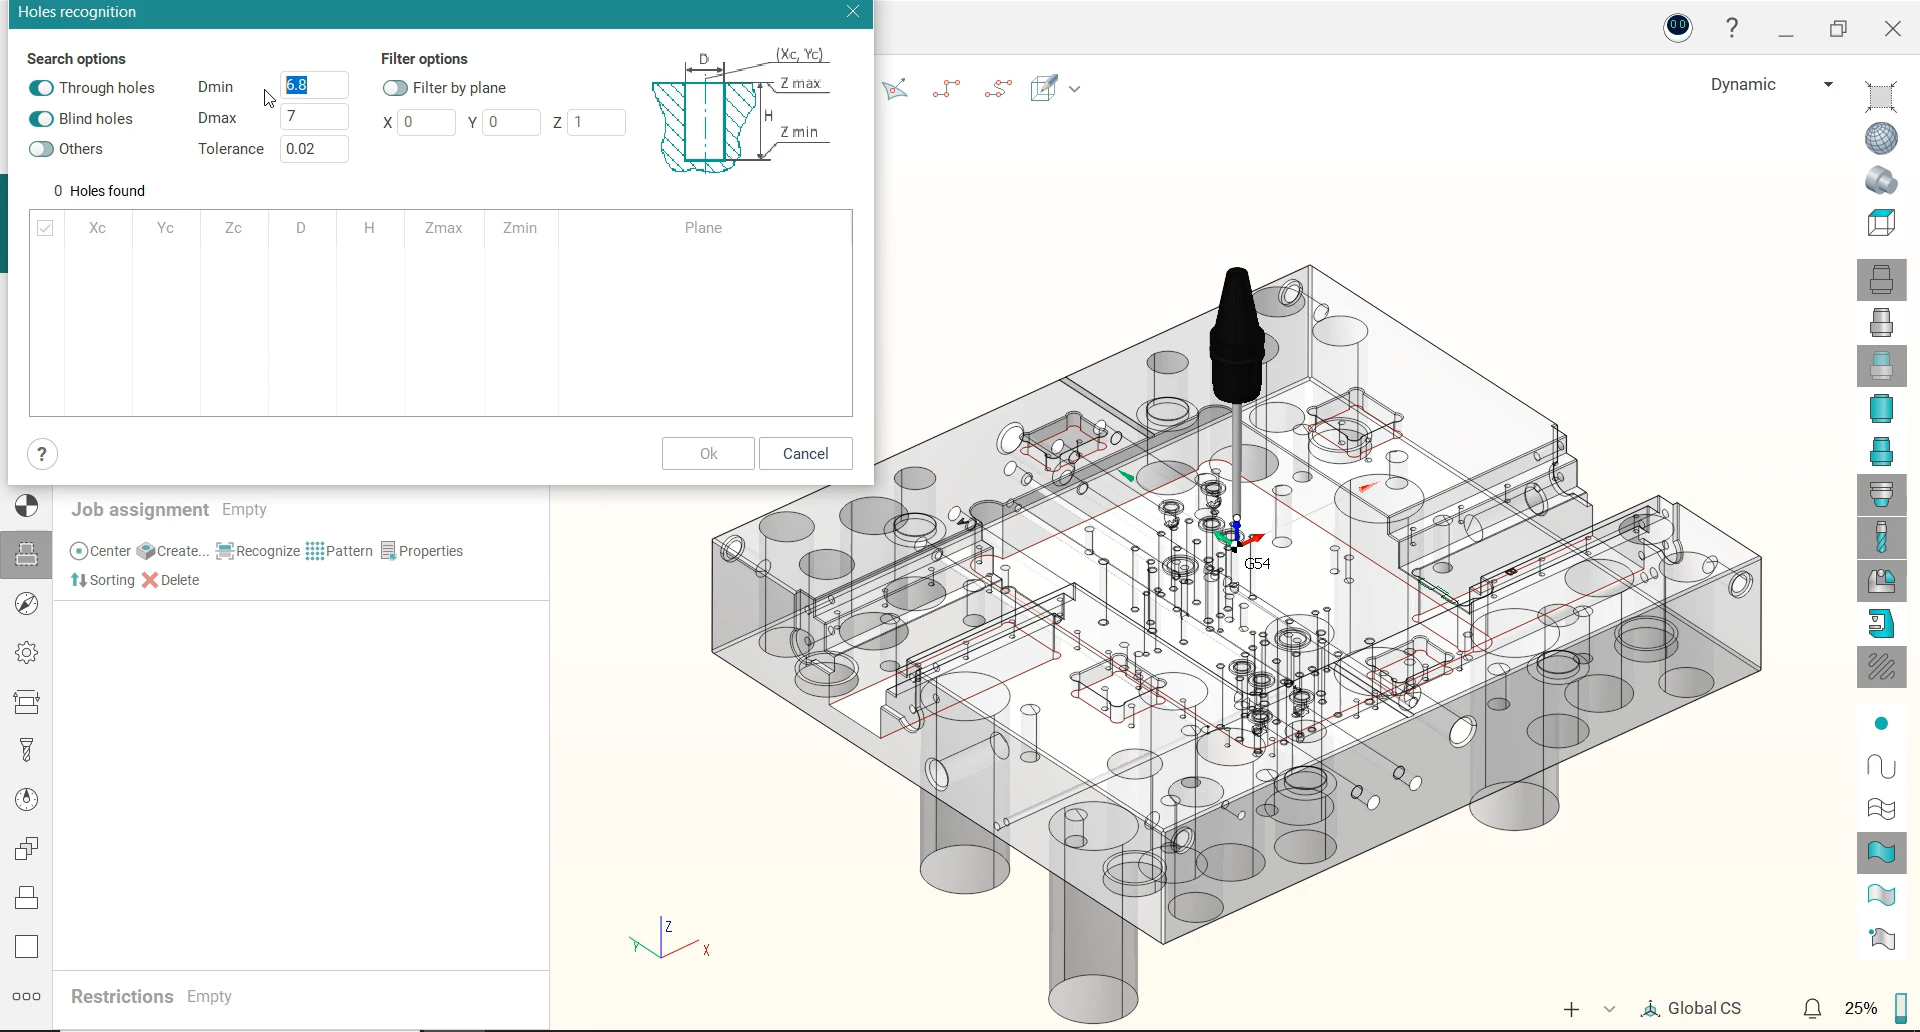 Holes recognition
Search options
Filter options
Through holes
Dmin
6.8
Filter by plane
Blind holes
Dmax
7
X 0 Y 0 Z 1
Others
Tolerance
0.02
D
(Xc, Yc)
Z max
H
Z min
0 Holes found
Xc Yc Zc D H Zmax Zmin Plane
?
Ok
Cancel
?
Dynamic
Job assignment Empty
Center Create... Recognize Pattern Properties
Sorting Delete
G54
Z
Y
X
Restrictions Empty
Global CS
25%